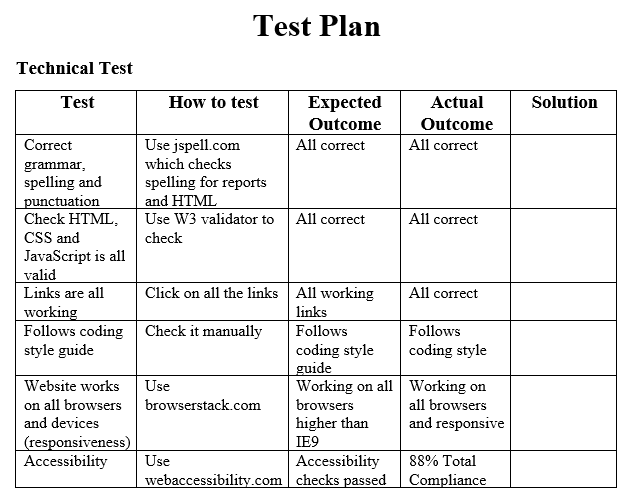 Test Plan
Technical Test
Test
How to test
Expected
Outcome
Actual
Outcome
Solution
Correct
grammar,
spelling and
punctuation
Use jspell.com
which checks
spelling for reports
and HTML
All correct
All correct
Check HTML,
CSS and
JavaScript is all
valid
Use W3 validator to
check
All correct
All correct
Links are all
working
Click on all the links
All working
links
All correct
Follows coding
style guide
Check it manually
Follows
coding style
guide
Follows
coding style
Website works
on all browsers
and devices
(responsiveness)
Use
browserstack.com
Working on all
browsers
higher than
IE9
Working on
all browsers
and responsive
Accessibility
Use
webaccessibility.com
Accessibility
checks passed
88% Total
Compliance